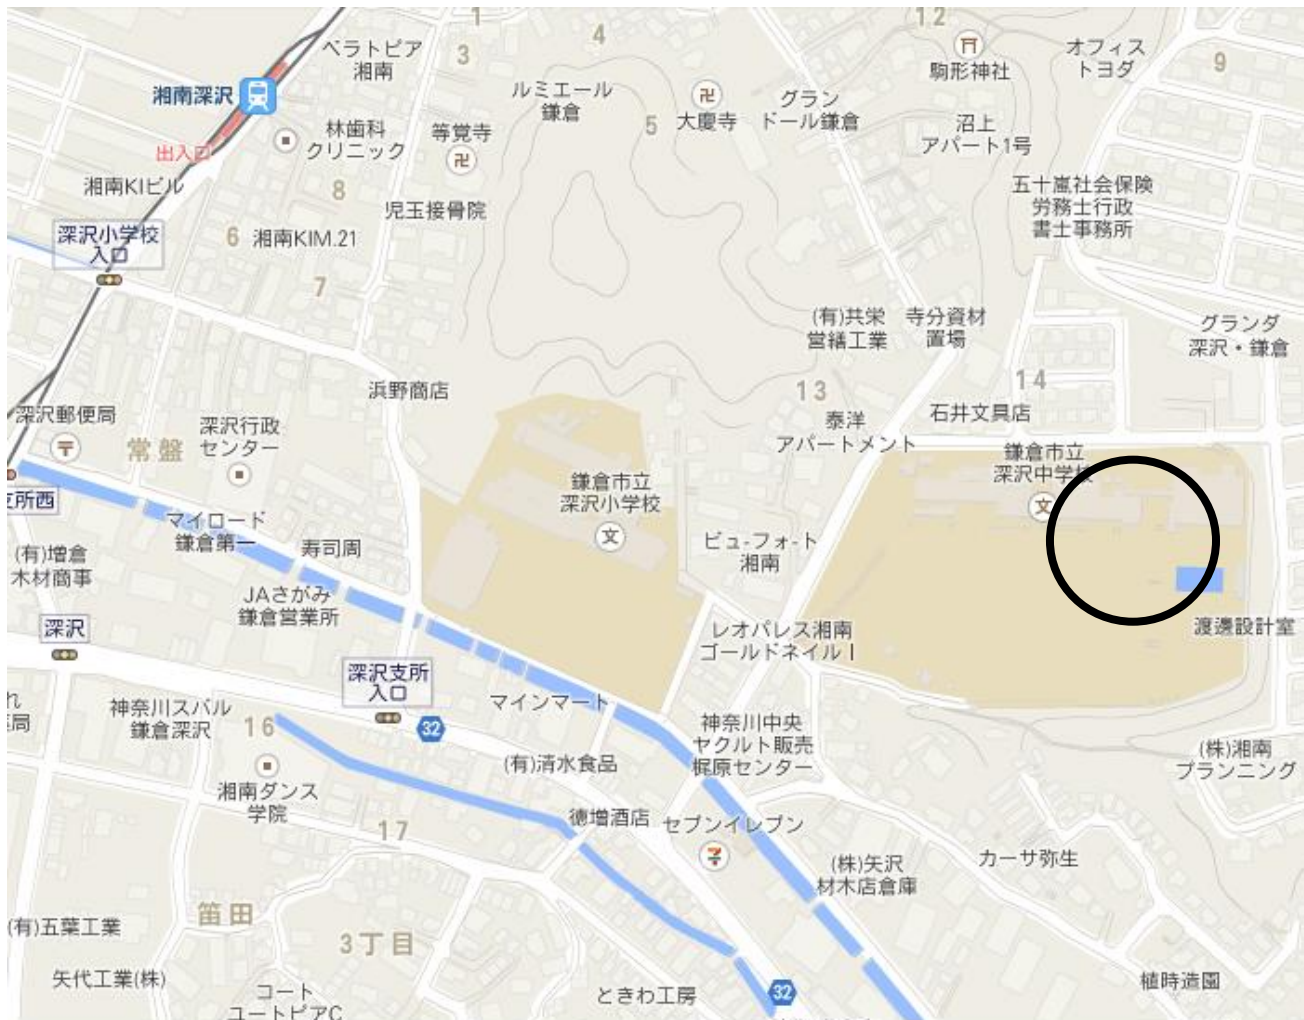 1
3
4
12
9
ベラトピア
湘南
湘南深沢
出入口
林歯科
クリニック
等覚寺
卍
ルミエール
鎌倉
5
卍
大慶寺
グラン
ドール鎌倉
駒形神社
オフィス
トヨダ
沼上
アパート1号
湘南KIビル
8
児玉接骨院
五十嵐社会保険
労務士行政
書士事務所
深沢小学校
入口
6
湘南KIM.21
7
(有)共栄
営繕工業
寺分資材
置場
グランダ
深沢・鎌倉
浜野商店
13
14
深沢郵便局
〒
常盤
深沢行政
センター
泰洋
アパートメント
石井文具店
鎌倉市立
深沢中学校
文
支所西
マイロード
鎌倉第一
鎌倉市立
深沢小学校
文
ビュ-フォ-ト
湘南
(有)増倉
木材商事
寿司周
JAさがみ
鎌倉営業所
深沢
レオパレス湘南
ゴールドネイルⅠ
渡邊設計室
深沢支所
入口
32
神奈川スバル
鎌倉深沢
16
マインマート
神奈川中央
ヤクルト販売
梶原センター
(株)湘南
プランニング
(有)清水食品
湘南ダンス
学院
17
徳増酒店
セブンイレブン
7
(株)矢沢
材木店倉庫
カーサ弥生
笛田
(有)五葉工業
3丁目
矢代工業(株)
コート
ユートピアC
ときわ工房
32
植時造園